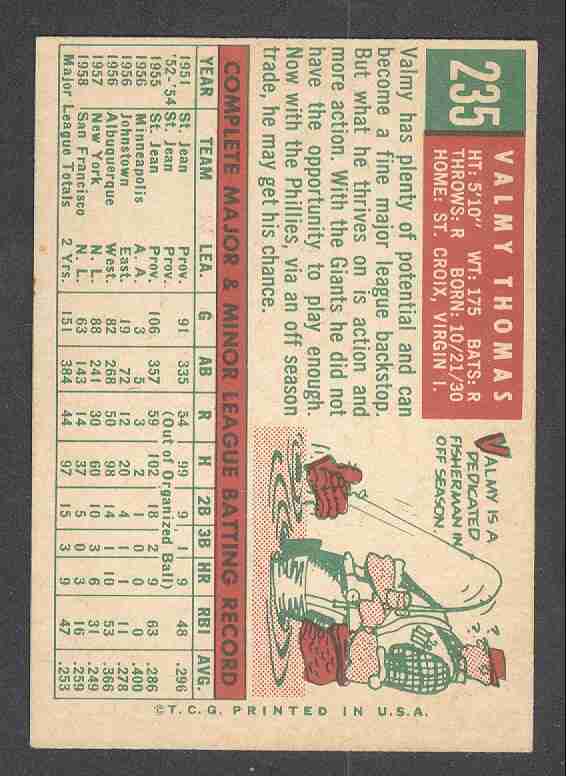 235
VALMY THOMAS
HT: 5'10" WT: 175 BATS: R
THROWS: R BORN: 10/21/30
HOME: ST. CROIX, VIRGIN I.
Valmy has plenty of potential and can
become a fine major league backstop.
But what he thrives on is action and
more action. With the Giants he did not
have the opportunity to play enough.
Now with the Phillies, via an off season
trade, he may get his chance.
VALMY IS A
DEDICATED
FISHERMAN IN
OFF SEASON.
? ? ?
COMPLETE MAJOR & MINOR LEAGUE BATTING RECORD
YEAR TEAM LEA. G AB R H 2B 3B HR RBI AVG.
1951 St. Jean Prov. 91 335 54 99 9 1 9 48 .296
'52-'54 St. Jean Prov. (Out of Organized Ball)
1955 St. Jean Prov. 106 357 59 102 18 2 9 63 .286
1956 Minneapolis A. A. 3 5 3 2 1 0 0 0 .400
1956 Johnstown East. 19 72 12 20 4 1 2 11 .278
1956 Albuquerque West. 82 268 50 98 14 5 6 53 .366
1957 New York N. L. 88 241 30 60 10 3 6 31 .249
1958 San Francisco N. L. 63 143 14 37 5 0 3 16 .259
Major League Totals 2 Yrs. 151 384 44 97 15 3 9 47 .253
©T.C.G. PRINTED IN U.S.A.